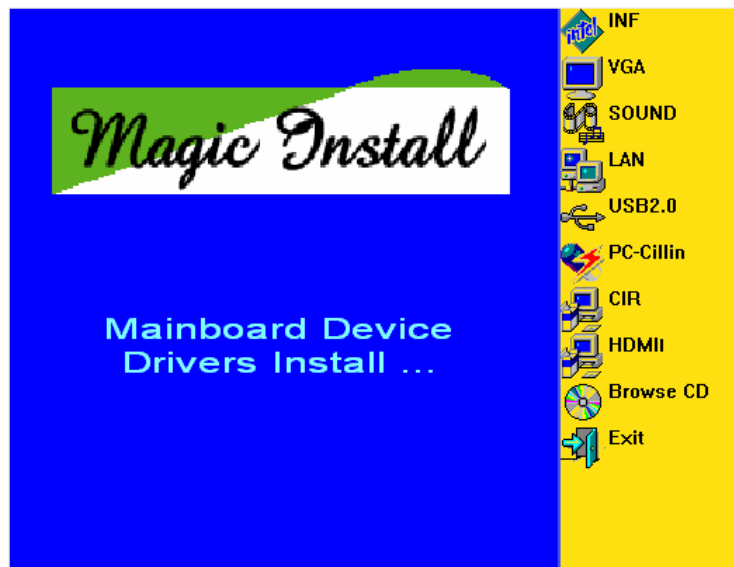 Magic Install
Mainboard Device
Drivers Install ...
intel
INF
VGA
SOUND
LAN
USB2.0
PC-Cillin
CIR
HDMIi
Browse CD
Exit